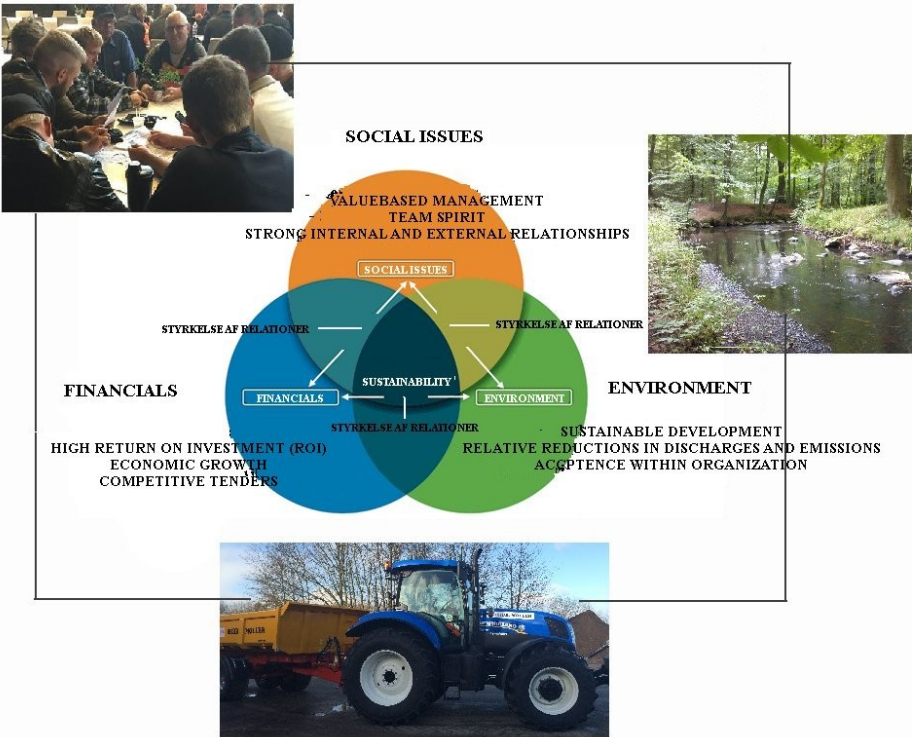 SOCIAL ISSUES
VALUEBASED MANAGEMENT
TEAM SPIRIT
STRONG INTERNAL AND EXTERNAL RELATIONSHIPS
SOCIAL ISSUES
STYRKELSE AF RELATIONER
STYRKELSE AF RELATIONER
SUSTAINABILITY
FINANCIALS
ENVIRONMENT
FINANCIALS
ENVIRONMENT
STYRKELSE AF RELATIONER
HIGH RETURN ON INVESTMENT (ROI)
ECONOMIC GROWTH
COMPETITIVE TENDERS
SUSTAINABLE DEVELOPMENT
RELATIVE REDUCTIONS IN DISCHARGES AND EMISSIONS
ACCPTENCE WITHIN ORGANIZATION
MØLLER